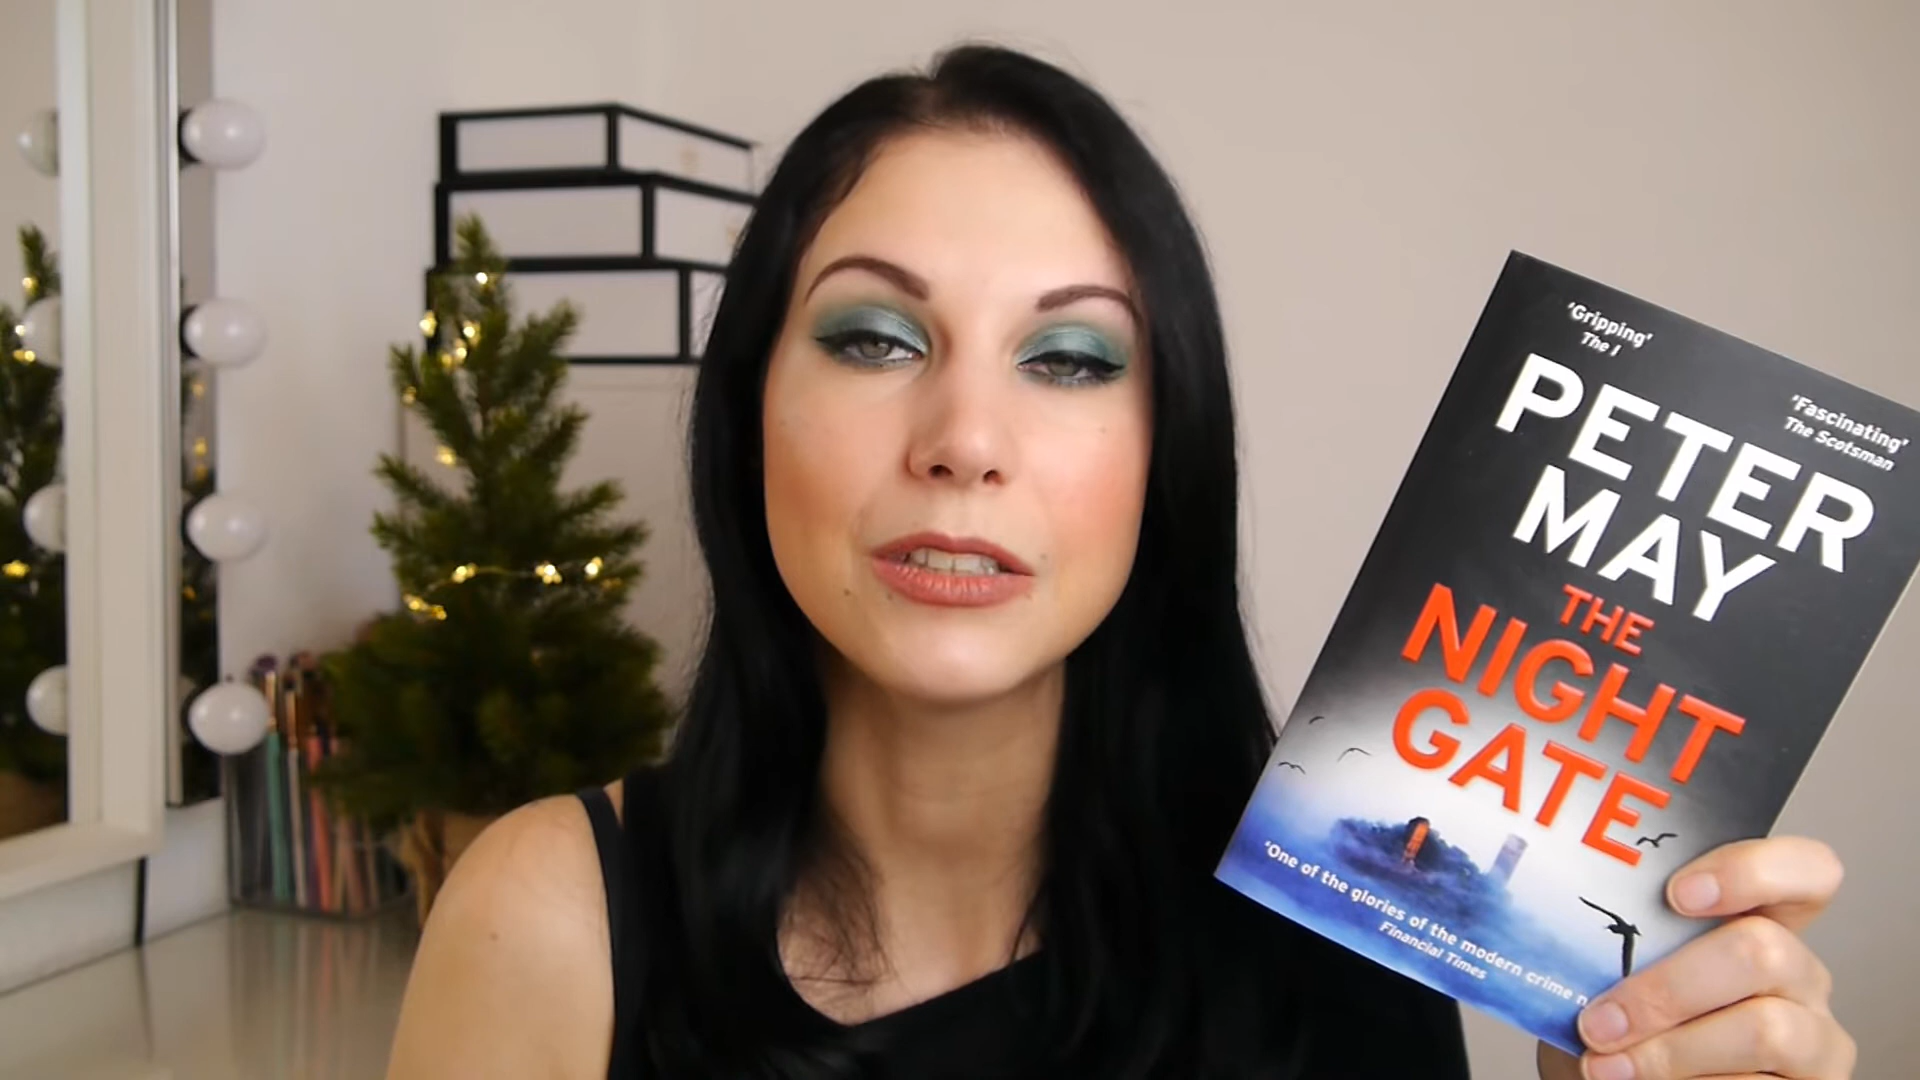 'Gripping'
The I
'Fascinating'
The Scotsman
PETER
MAY
THE
NIGHT
GATE
'One of the glories of the modern crime
Financial Times